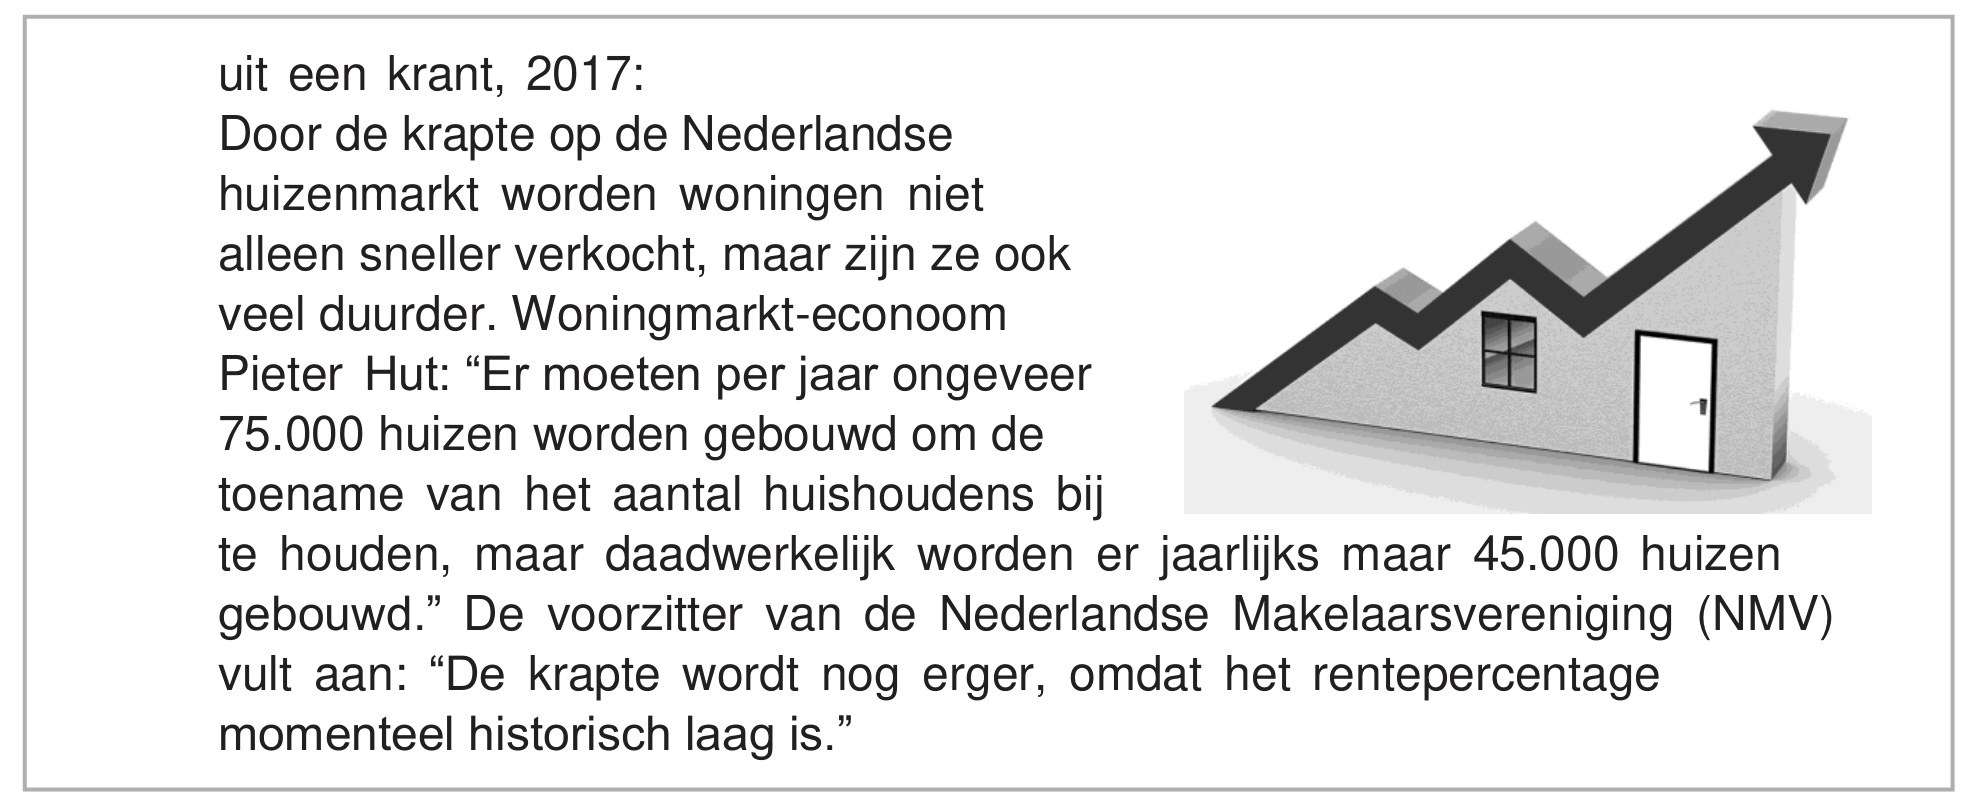 uit een krant, 2017:
Door de krapte op de Nederlandse
huizenmarkt worden woningen niet
alleen sneller verkocht, maar zijn ze ook
veel duurder. Woningmarkt-econoom
Pieter Hut: “Er moeten per jaar ongeveer
75.000 huizen worden gebouwd om de
toename van het aantal huishoudens bij
te houden, maar daadwerkelijk worden er jaarlijks maar 45.000 huizen
gebouwd.” De voorzitter van de Nederlandse Makelaarsvereniging (NMV)
vult aan: “De krapte wordt nog erger, omdat het rentepercentage
momenteel historisch laag is.”